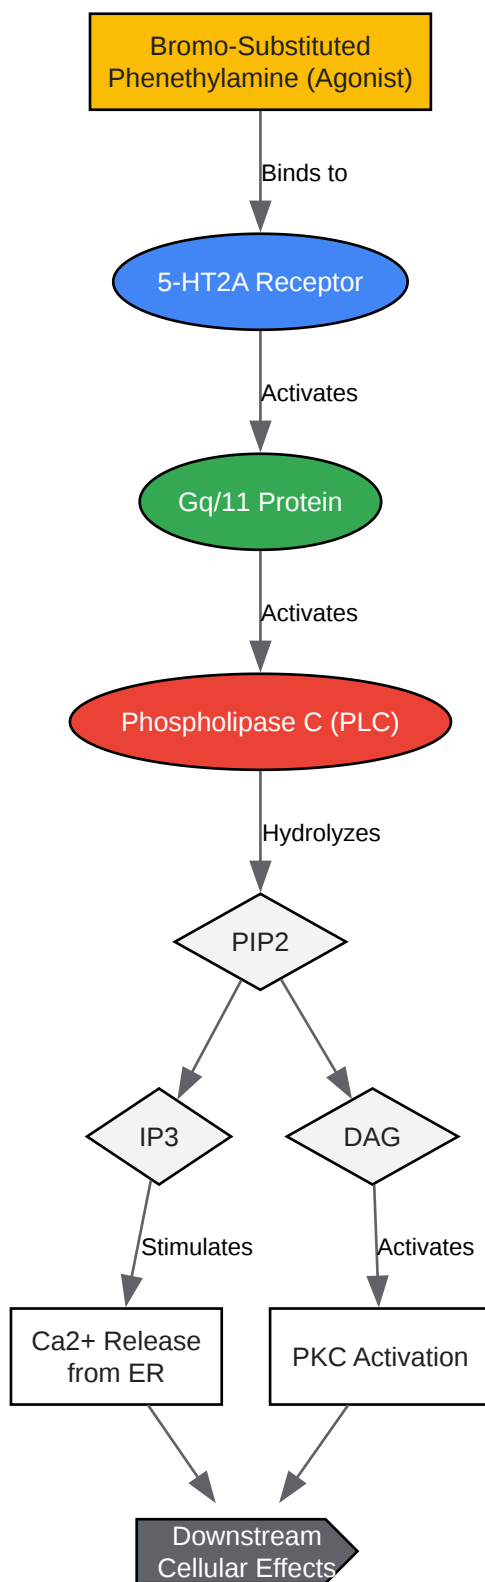 Bromo-Substituted
Phenethylamine (Agonist)
Binds to
5-HT2A Receptor
Activates
Gq/11 Protein
Activates
Phospholipase C (PLC)
Hydrolyzes
PIP2
IP3
DAG
Stimulates
Activates
Ca2+ Release
from ER
PKC Activation
Downstream
Cellular Effects